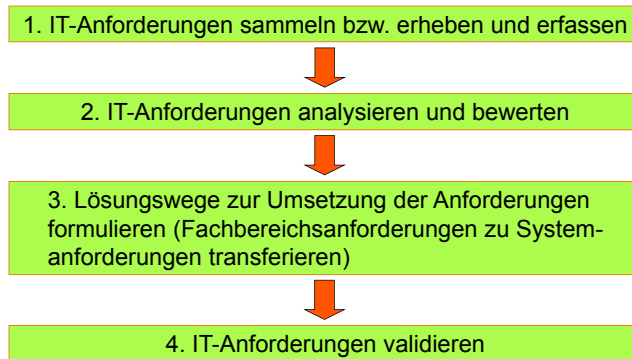 1. IT-Anforderungen sammeln bzw. erheben und erfassen
2. IT-Anforderungen analysieren und bewerten
3. Lösungswege zur Umsetzung der Anforderungen
formulieren (Fachbereichsanforderungen zu System-
anforderungen transferieren)
4. IT-Anforderungen validieren